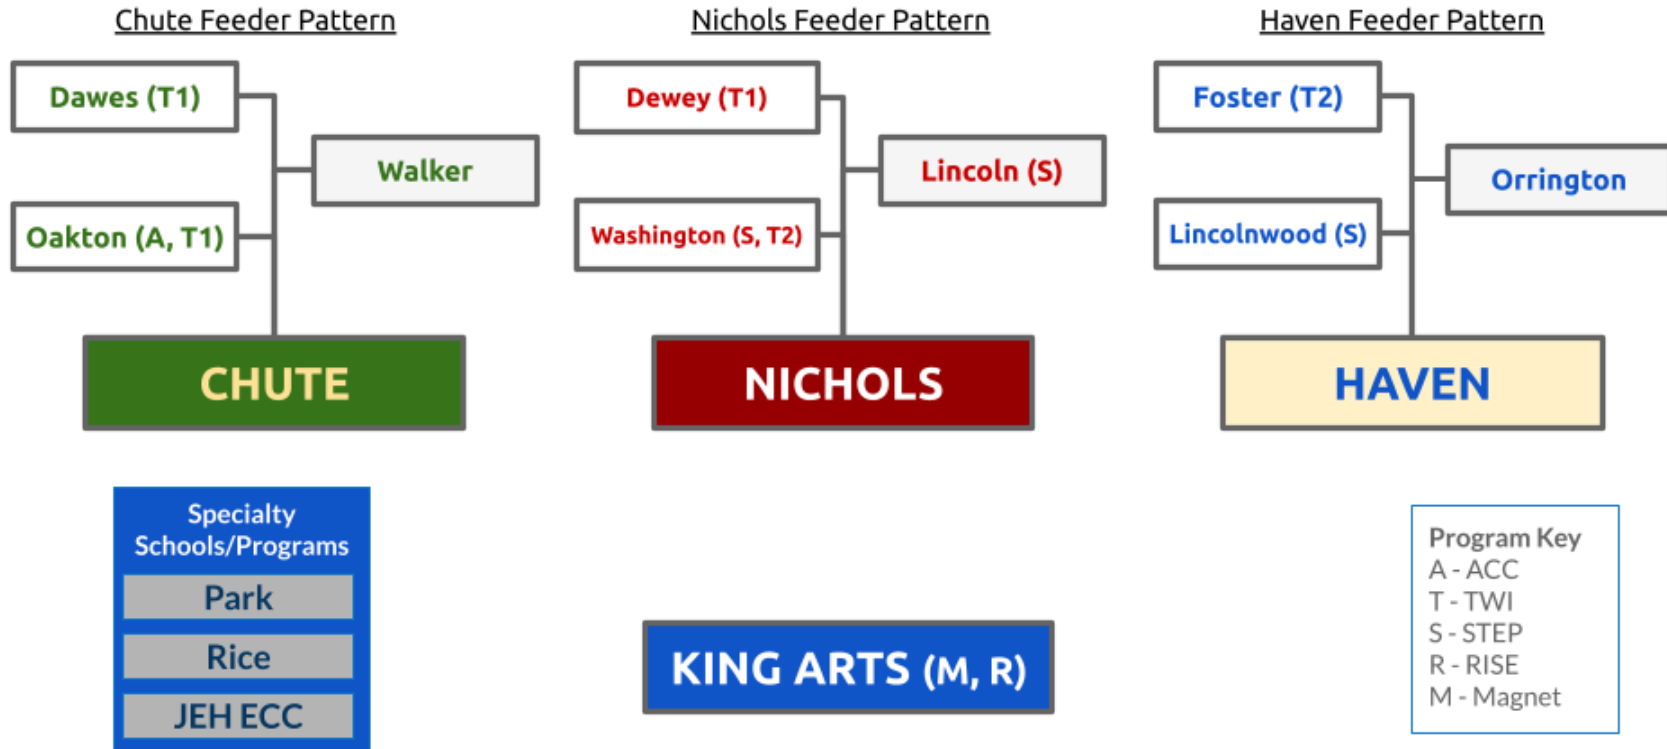 Chute Feeder Pattern
Dawes (T1)
Walker
Oakton (A, T1)
CHUTE
Nichols Feeder Pattern
Dewey (T1)
Lincoln (S)
Washington (S, T2)
NICHOLS
Haven Feeder Pattern
Foster (T2)
Orrington
Lincolnwood (S)
HAVEN
Specialty
Schools/Programs
Park
Rice
JEH ECC
KING ARTS (M, R)
Program Key
A - ACC
T - TWI
S - STEP
R - RISE
M - Magnet